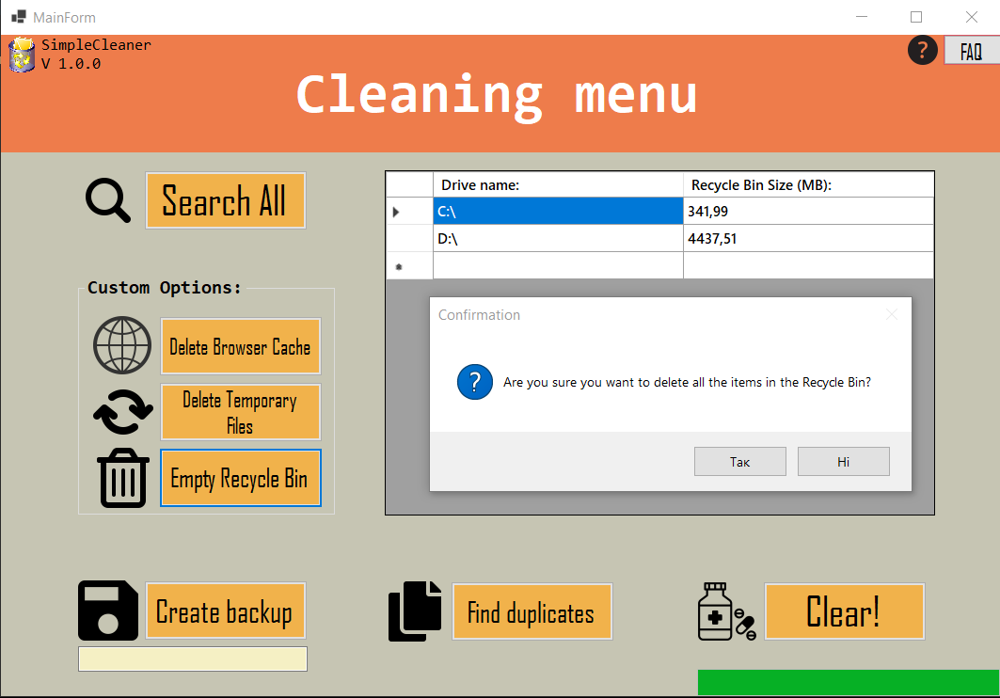 MainForm
SimpleCleaner
V 1.0.0
?
FAQ
Cleaning menu
Search All
Drive name:
Recycle Bin Size (MB):
C:\
341,99
D:\
4437,51
Custom Options:
Delete Browser Cache
Delete Temporary
Files
Empty Recycle Bin
Confirmation
?
Are you sure you want to delete all the items in the Recycle Bin?
Так
Ні
Create backup
Find duplicates
Clear!